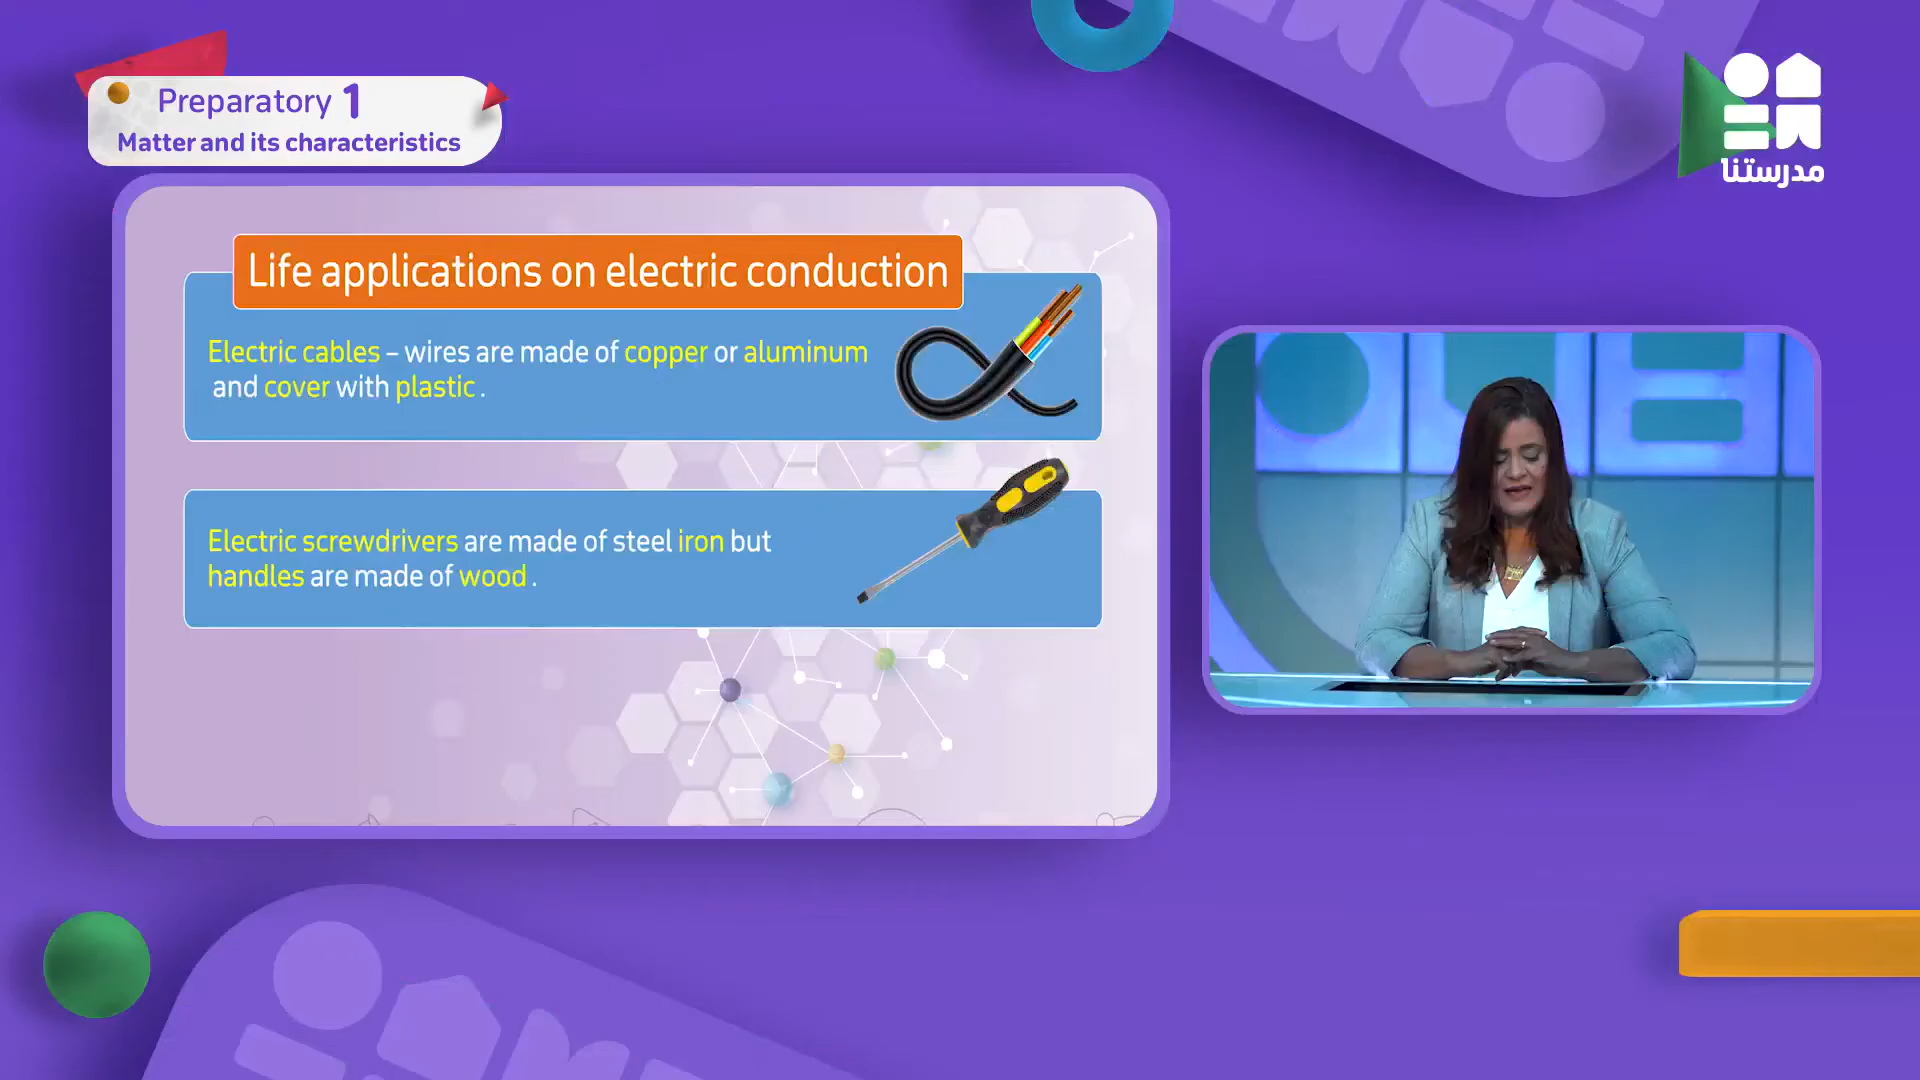 Preparatory 1
Matter and its characteristics
مدرستنا
Life applications on electric conduction
Electric cables – wires are made of copper or aluminum
and cover with plastic .
Electric screwdrivers are made of steel iron but
handles are made of wood .